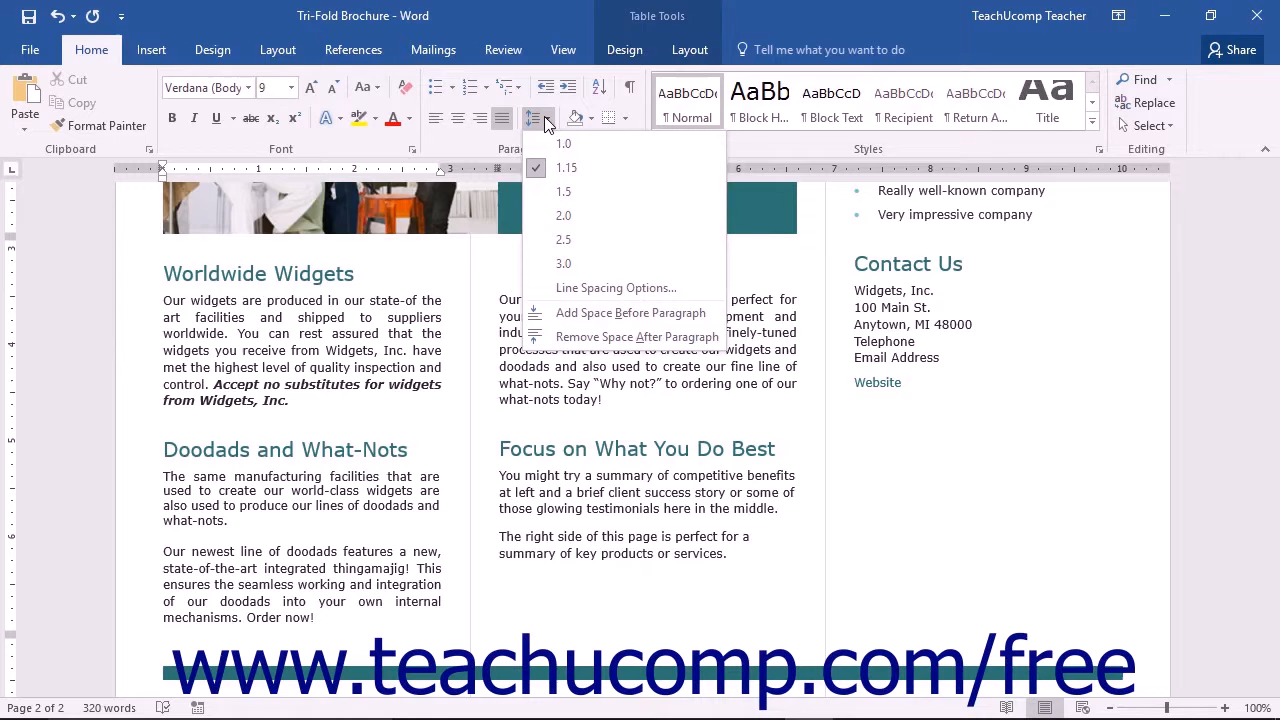 Tri-Fold Brochure - Word
Table Tools
TeachUcomp Teacher
File Home Insert Design Layout References Mailings Review View Design Layout Tell me what you want to do Share
Paste
Cut
Copy
Format Painter
Clipboard
Verdana (Body 9
B I U abc
Font
AaBbCcDc
¶ Normal
AaBb
¶ Block H...
AaBbCcD
¶ Block Text
AaBbCcDc
¶ Recipient
AaBbCcDc
¶ Return A...
Aa
Title
Styles
Find
Replace
Select
Editing
1.0
1.15
1.5
2.0
2.5
3.0
Line Spacing Options...
Add Space Before Paragraph
Remove Space After Paragraph
Worldwide Widgets
Our widgets are produced in our state-of the
art facilities and shipped to suppliers
worldwide. You can rest assured that the
widgets you receive from Widgets, Inc. have
met the highest level of quality inspection and
control. Accept no substitutes for widgets
from Widgets, Inc.
Doodads and What-Nots
The same manufacturing facilities that are
used to create our world-class widgets are
also used to produce our lines of doodads and
what-nots.
Our newest line of doodads features a new,
state-of-the-art integrated thingamajig! This
ensures the seamless working and integration
of our doodads into your own internal
mechanisms. Order now!
perfect for
finely-tuned
processes that are used to create our widgets and
doodads and also used to create our fine line of
what-nots. Say “Why not?” to ordering one of our
what-nots today!
Focus on What You Do Best
You might try a summary of competitive benefits
at left and a brief client success story or some of
those glowing testimonials here in the middle.
The right side of this page is perfect for a
summary of key products or services.
Really well-known company
Very impressive company
Contact Us
Widgets, Inc.
100 Main St.
Anytown, MI 48000
Telephone
Email Address
Website
www.teachucomp.com/free
Page 2 of 2 320 words 100%